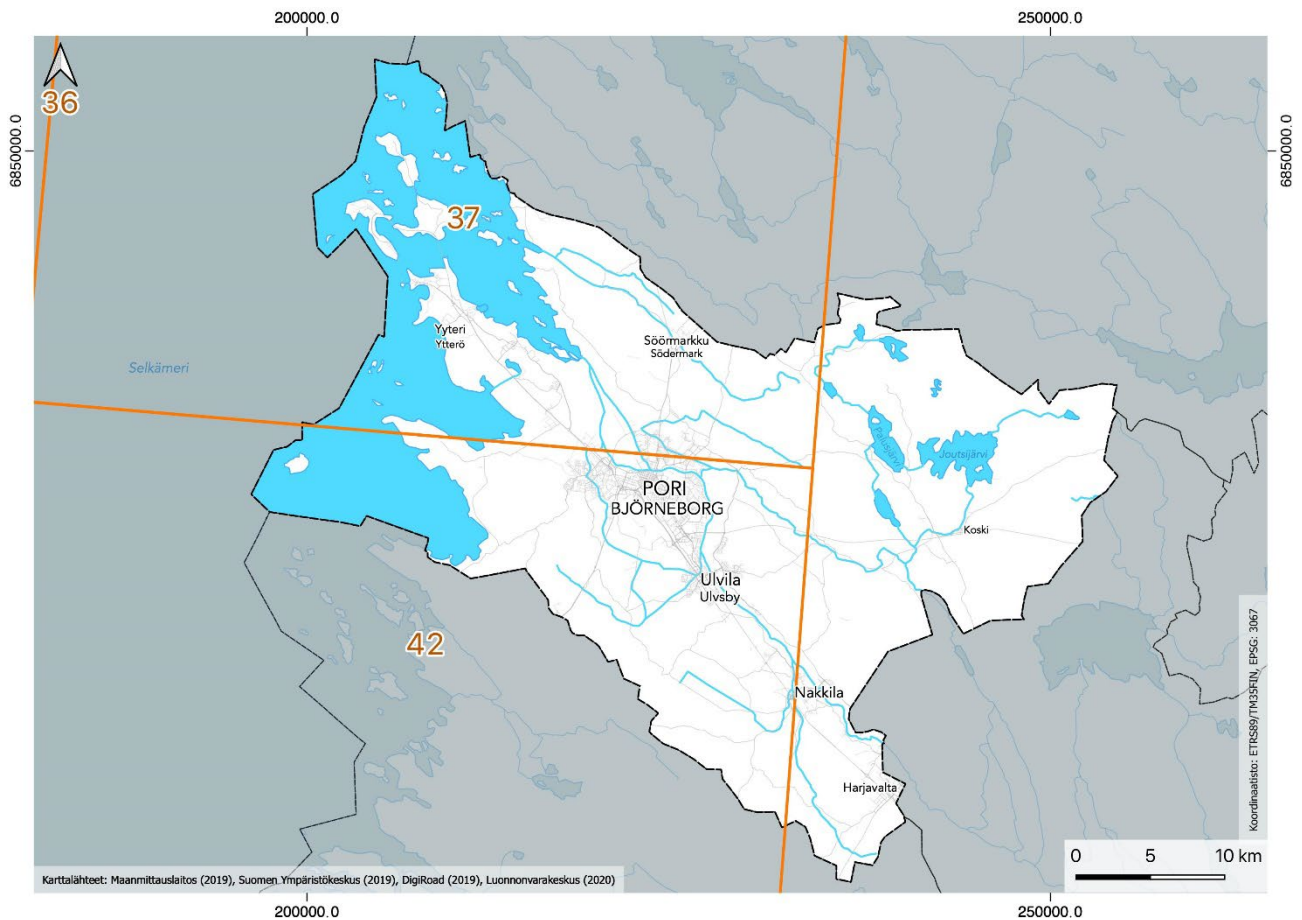 200000.0
250000.0
36
6850000.0
6850000.0
37
Yyteri
Ytterö
Söörmarkku
Södermark
Selkämeri
Palusjärvi
Joutsijärvi
PORI
BJÖRNEBORG
Koski
Ulvila
Ulvsby
42
Nakkila
Harjavalta
Koordinaatisto: ETRS89/TM35FIN, EPSG: 3067
0 5 10 km
Karttalähteet: Maanmittauslaitos (2019), Suomen Ympäristökeskus (2019), DigiRoad (2019), Luonnonvarakeskus (2020)
200000.0
250000.0